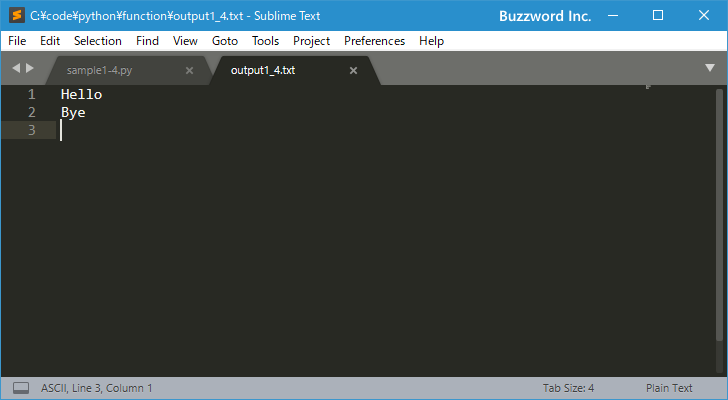 C:¥code¥python¥function¥output1_4.txt - Sublime Text
Buzzword Inc.
File Edit Selection Find View Goto Tools Project Preferences Help
sample1-4.py output1_4.txt
1 Hello
2 Bye
3
ASCII, Line 3, Column 1 Tab Size: 4 Plain Text